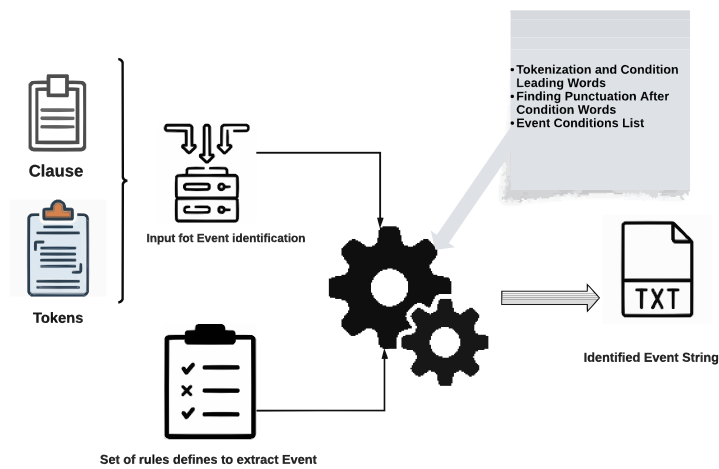 • Tokenization and Condition
Leading Words
• Finding Punctuation After
Condition Words
• Event Conditions List
Clause
Tokens
Input fot Event identification
TXT
Identified Event String
Set of rules defines to extract Event